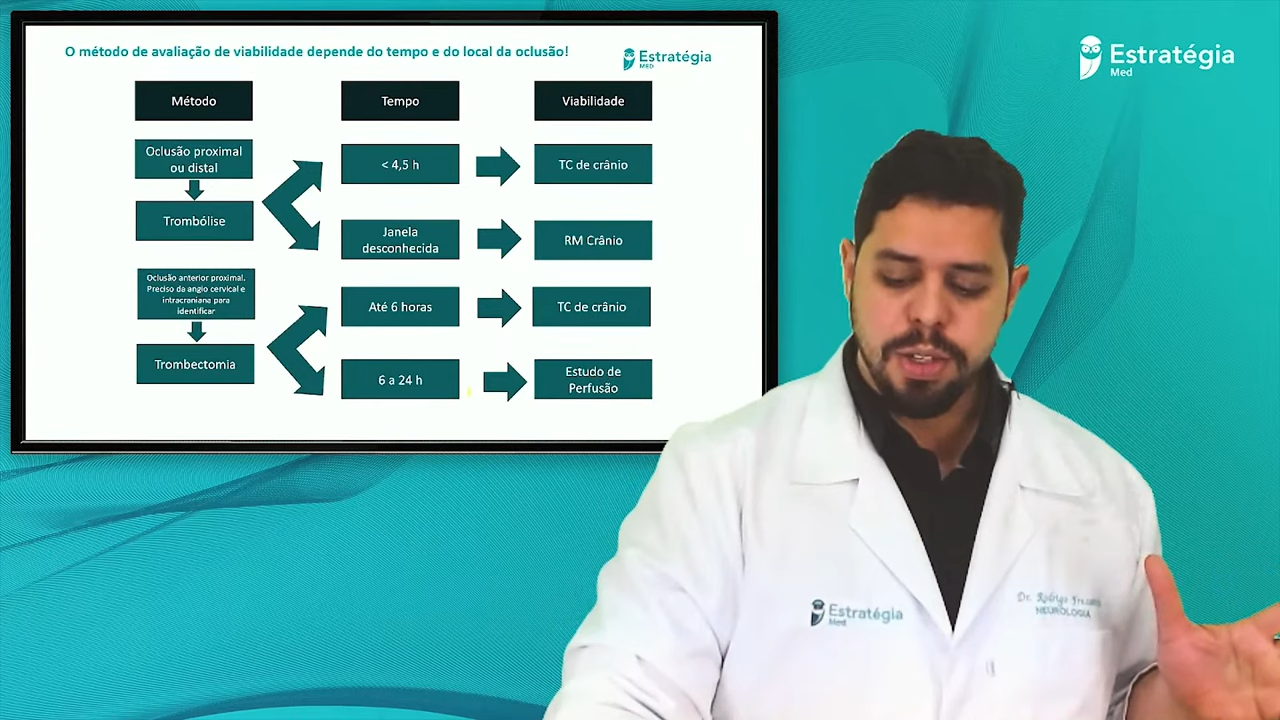 O método de avaliação de viabilidade depende do tempo e do local da oclusão!
Estratégia
MED
Método
Tempo
Viabilidade
Oclusão proximal
ou distal
Trombólise
< 4,5 h
TC de crânio
Janela
desconhecida
RM Crânio
Oclusão anterior proximal.
Preciso da angio cervical e
intracraniana para
identificar
Trombectomia
Até 6 horas
TC de crânio
6 a 24 h
Estudo de
Perfusão
Estratégia
Med
Estratégia
Med
Dr. Rodrigo
NEUROLOGIA